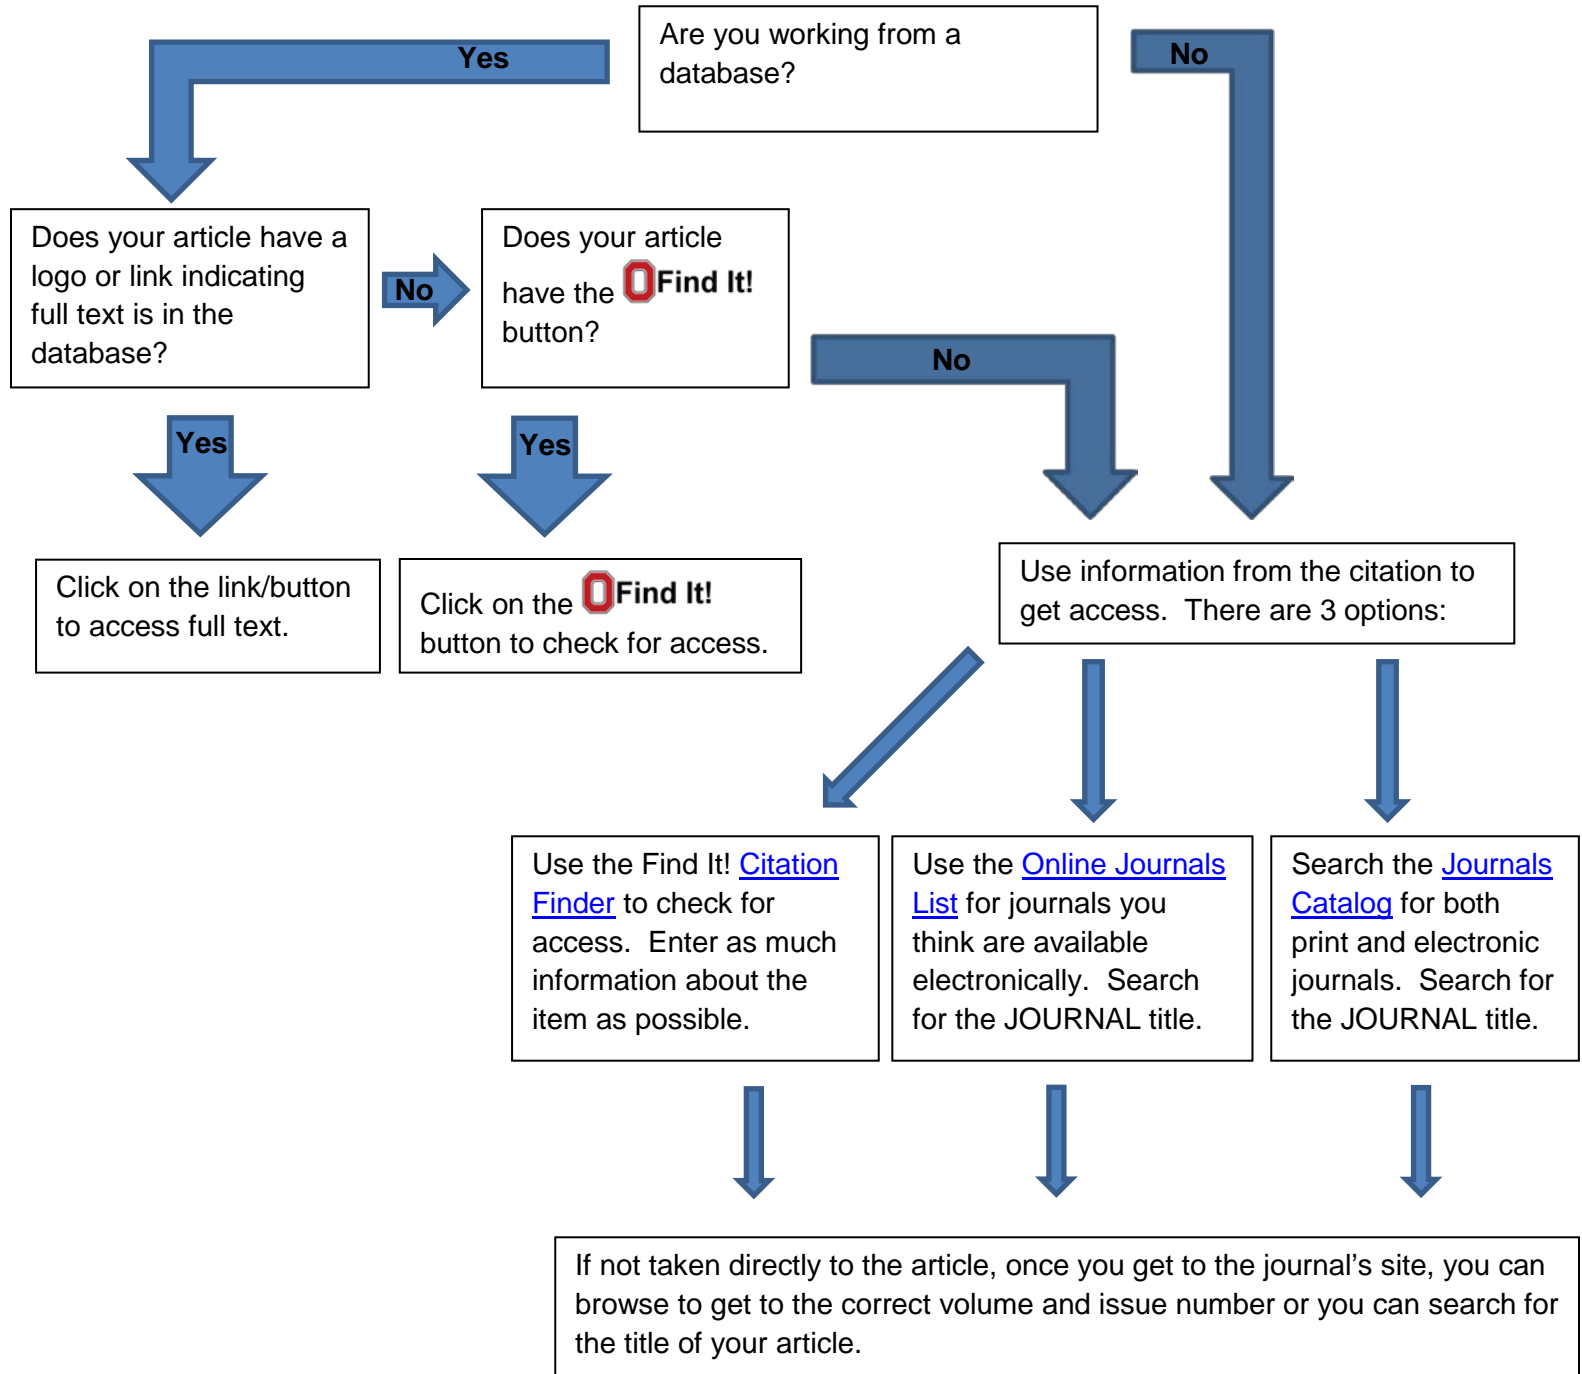 Are you working from a
database?
Yes
No
Does your article have a
logo or link indicating
full text is in the
database?
No
Does your article
have the OFind It!
button?
No
Yes
Yes
Click on the link/button
to access full text.
Click on the OFind It!
button to check for access.
Use information from the citation to
get access.  There are 3 options:
Use the Find It! Citation
Finder to check for
access.  Enter as much
information about the
item as possible.
Use the Online Journals
List for journals you
think are available
electronically.  Search
for the JOURNAL title.
Search the Journals
Catalog for both
print and electronic
journals.  Search for
the JOURNAL title.
If not taken directly to the article, once you get to the journal’s site, you can
browse to get to the correct volume and issue number or you can search for
the title of your article.